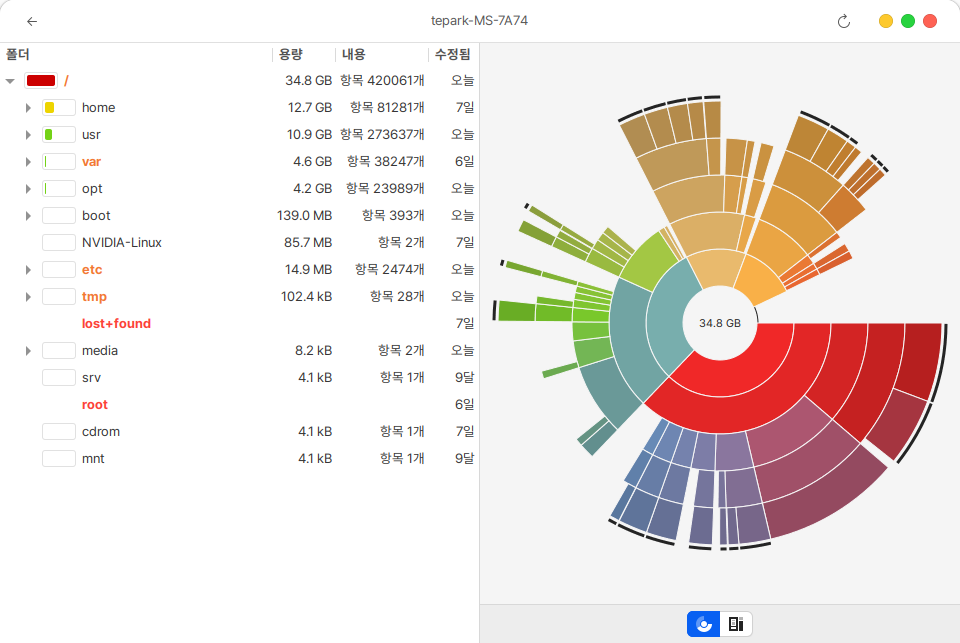 tepark-MS-7A74
폴더 용량 내용 수정됨
/ 34.8 GB 항목 420061개 오늘
home 12.7 GB 항목 81281개 7일
usr 10.9 GB 항목 273637개 오늘
var 4.6 GB 항목 38247개 6일
opt 4.2 GB 항목 23989개 오늘
boot 139.0 MB 항목 393개 오늘
NVIDIA-Linux 85.7 MB 항목 2개 7일
etc 14.9 MB 항목 2474개 오늘
tmp 102.4 kB 항목 28개 오늘
lost+found 7일
media 8.2 kB 항목 2개 오늘
srv 4.1 kB 항목 1개 9달
root 6일
cdrom 4.1 kB 항목 1개 7일
mnt 4.1 kB 항목 1개 9달
34.8 GB